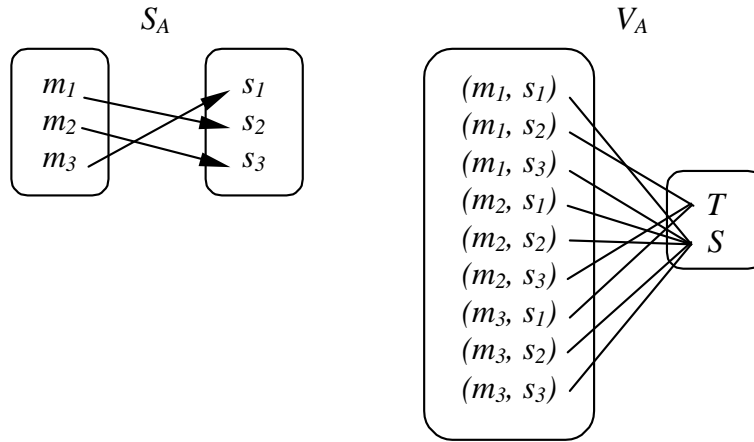 S_A
V_A
m_1
m_2
m_3
s_1
s_2
s_3
(m_1, s_1)
(m_1, s_2)
(m_1, s_3)
(m_2, s_1)
(m_2, s_2)
(m_2, s_3)
(m_3, s_1)
(m_3, s_2)
(m_3, s_3)
T
S